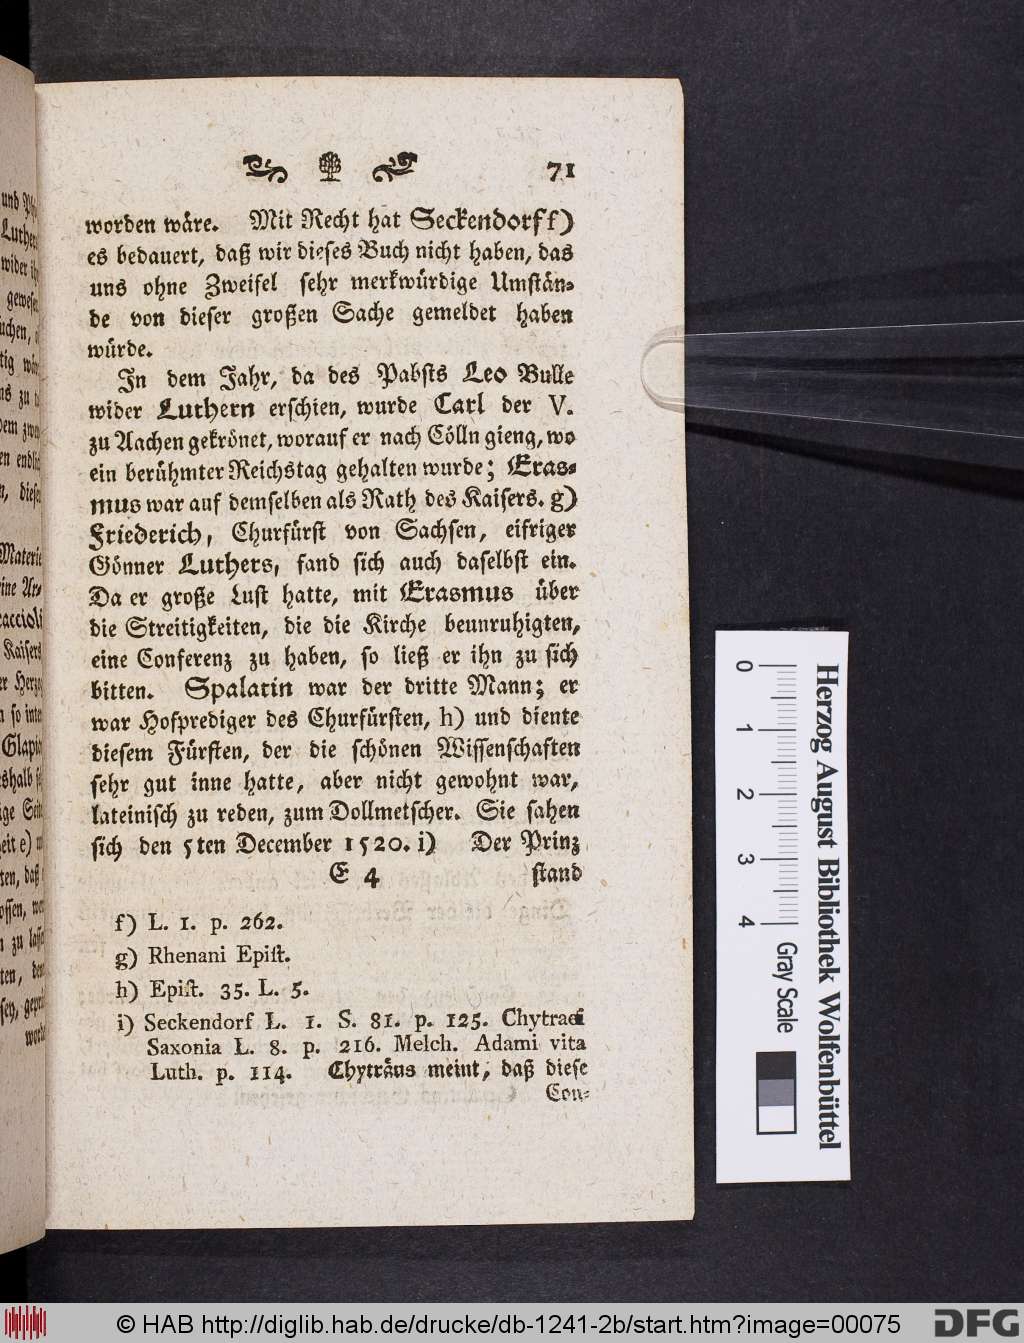 71
worden wäre. Mit Recht hat Seckendorf f)
es bedauert, daß wir dieses Buch nicht haben, das
uns ohne Zweifel sehr merkwürdige Umstän-
de von dieser großen Sache gemeldet haben
würde.
In dem Jahr, da des Pabsts Leo Bulle
wider Luthern erschien, wurde Carl der V.
zu Aachen gekrönet, worauf er nach Cölln gieng, wo
ein berühmter Reichstag gehalten wurde; Eras-
mus war auf demselben als Rath des Kaisers. g)
Friederich, Churfürst von Sachsen, eifriger
Gönner Luthers, fand sich auch daselbst ein.
Da er große Lust hatte, mit Erasmus über
die Streitigkeiten, die die Kirche beunruhigten,
eine Conferenz zu haben, so ließ er ihn zu sich
bitten. Spalatin war der dritte Mann; er
war Hofprediger des Churfürsten, h) und diente
diesem Fürsten, der die schönen Wissenschaften
sehr gut inne hatte, aber nicht gewohnt war,
lateinisch zu reden, zum Dollmetscher. Sie sahen
sich den 5ten December 1520. i) Der Prinz
E 4 stand
f) L. 1. p. 262.
g) Rhenani Epist.
h) Epist. 35. L. 5.
i) Seckendorf L. 1. S. 81. p. 125. Chytraei
Saxonia L. 8. p. 216. Melch. Adami vita
Luth. p. 114. Chyträus meint, daß diese
Con-
0 1 2 3 4
Gray Scale
Herzog August Bibliothek Wolfenbüttel
© HAB http://diglib.hab.de/drucke/db-1241-2b/start.htm?image=00075
DFG